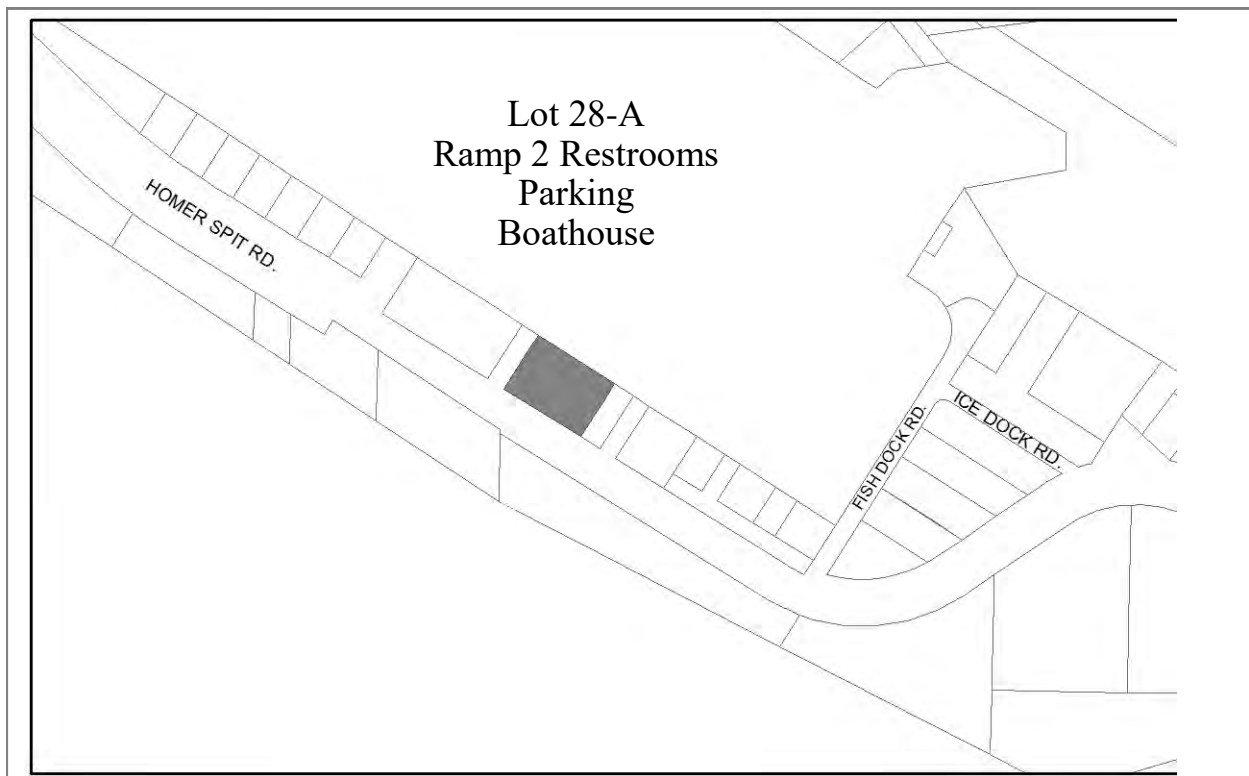 Lot 28-A
Ramp 2 Restrooms
Parking
Boathouse
HOMER SPIT RD.
FISH DOCK RD.
ICE DOCK RD.